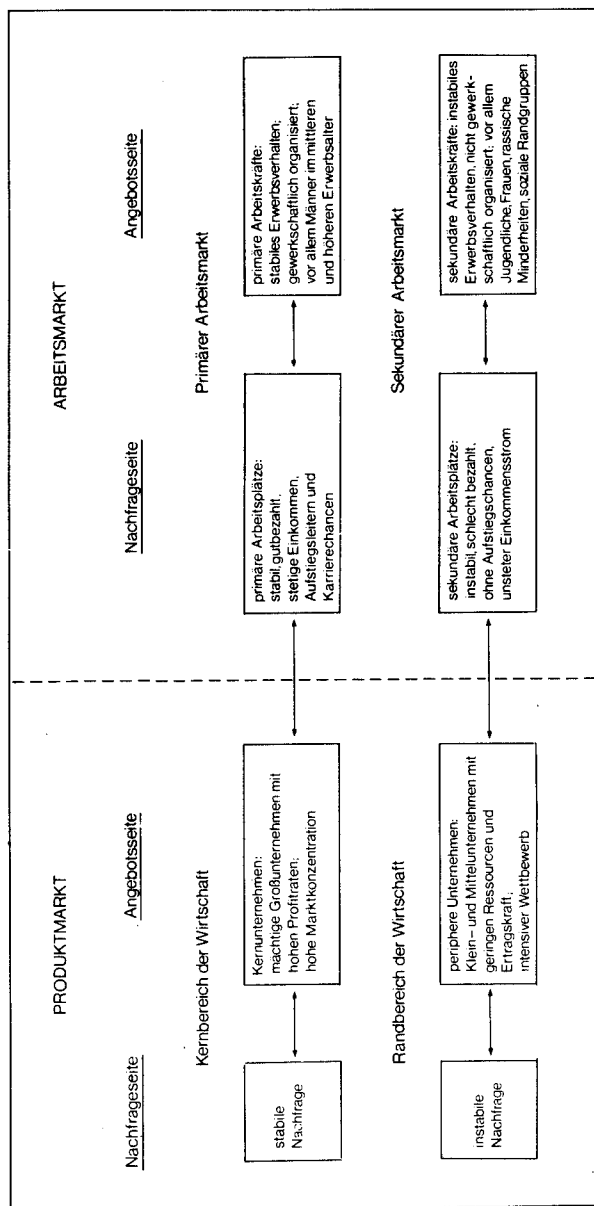 PRODUKTMARKT
ARBEITSMARKT
Nachfrageseite
Angebotsseite
Nachfrageseite
Angebotsseite
Kernbereich der Wirtschaft
Primärer Arbeitsmarkt
stabile
Nachfrage
Kernunternehmen:
mächtige Großunternehmen mit
hohen Profitraten;
hohe Marktkonzentration
primäre Arbeitsplätze:
stabil, gutbezahlt,
stetige Einkommen,
Aufstiegsleitern und
Karrierechancen
primäre Arbeitskräfte:
stabiles Erwerbsverhalten;
gewerkschaftlich organisiert;
vor allem Männer im mittleren
und höheren Erwerbsalter
Randbereich der Wirtschaft
Sekundärer Arbeitsmarkt
instabile
Nachfrage
periphere Unternehmen:
Klein- und Mittelunternehmen mit
geringen Ressourcen und
Ertragskraft;
intensiver Wettbewerb
sekundäre Arbeitsplätze:
instabil, schlecht bezahlt,
ohne Aufstiegschancen,
unsteter Einkommensstrom
sekundäre Arbeitskräfte: instabiles
Erwerbsverhalten, nicht gewerk-
schaftlich organisiert; vor allem
Jugendliche, Frauen, rassische
Minderheiten, soziale Randgruppen